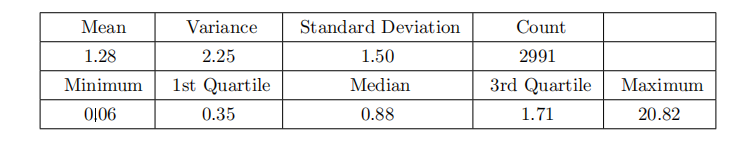 Mean Variance Standard Deviation Count
1.28 2.25 1.50 2991
Minimum 1st Quartile Median 3rd Quartile Maximum
0.06 0.35 0.88 1.71 20.82